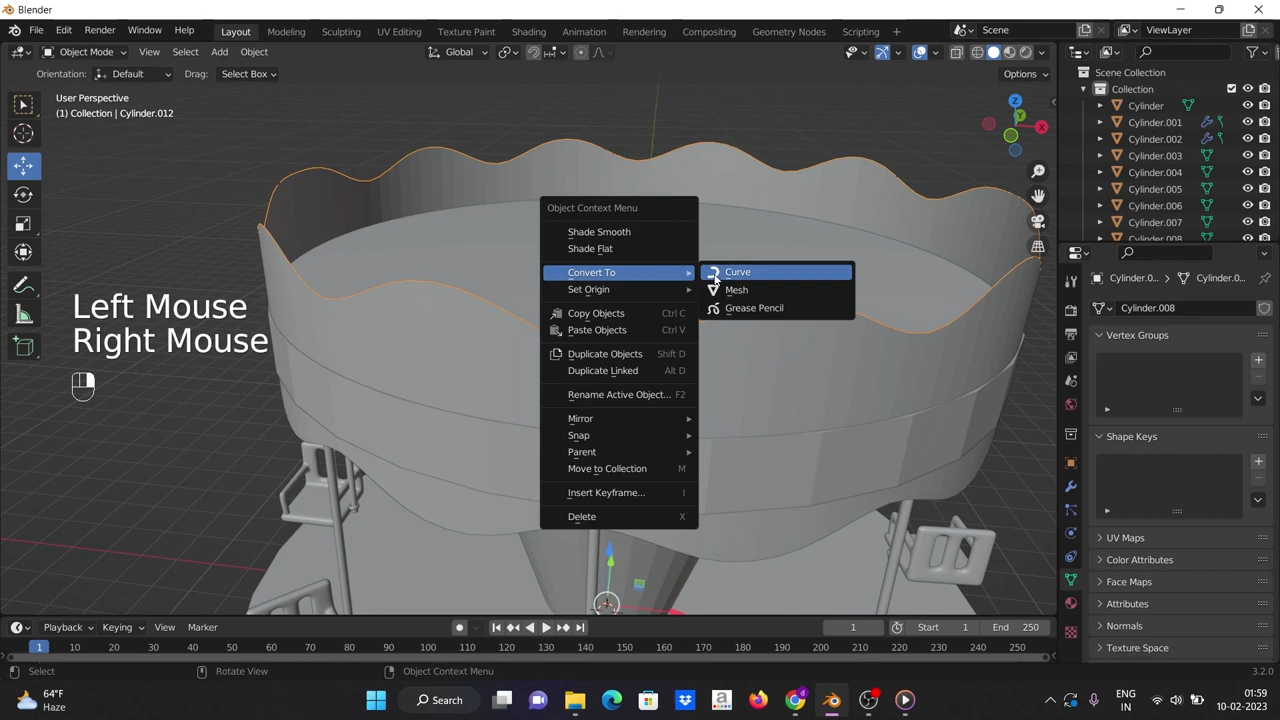 Blender
File Edit Render Window Help
Layout Modeling Sculpting UV Editing Texture Paint Shading Animation Rendering Compositing Geometry Nodes Scripting +
Scene
ViewLayer
Object Mode View Select Add Object
Global
Orientation: Default Drag: Select Box
Options
User Perspective
(1) Collection | Cylinder.012
Z
Y
X
Scene Collection
Collection
Cylinder
Cylinder.001
Cylinder.002
Cylinder.003
Cylinder.004
Cylinder.005
Cylinder.006
Cylinder.007
Cylinder.008
Object Context Menu
Shade Smooth
Shade Flat
Convert To
Set Origin
Copy Objects Ctrl C
Paste Objects Ctrl V
Duplicate Objects Shift D
Duplicate Linked Alt D
Rename Active Object... F2
Mirror
Snap
Parent
Move to Collection M
Insert Keyframe... I
Delete X
Curve
Mesh
Grease Pencil
Left Mouse
Right Mouse
Cylinder.0... Cylinder.0...
Cylinder.008
Vertex Groups
Shape Keys
UV Maps
Color Attributes
Face Maps
Attributes
Normals
Texture Space
Playback Keying View Marker
1
Start 1 End 250
1 10 20 30 40 50 60 70 80 90 100 110 120 130 140 150 160 170 180 190 200 210 220 230 240 250
Select Rotate View Object Context Menu
3.2.0
64°F
Haze
Search
a
d
ENG
IN
01:59
10-02-2023